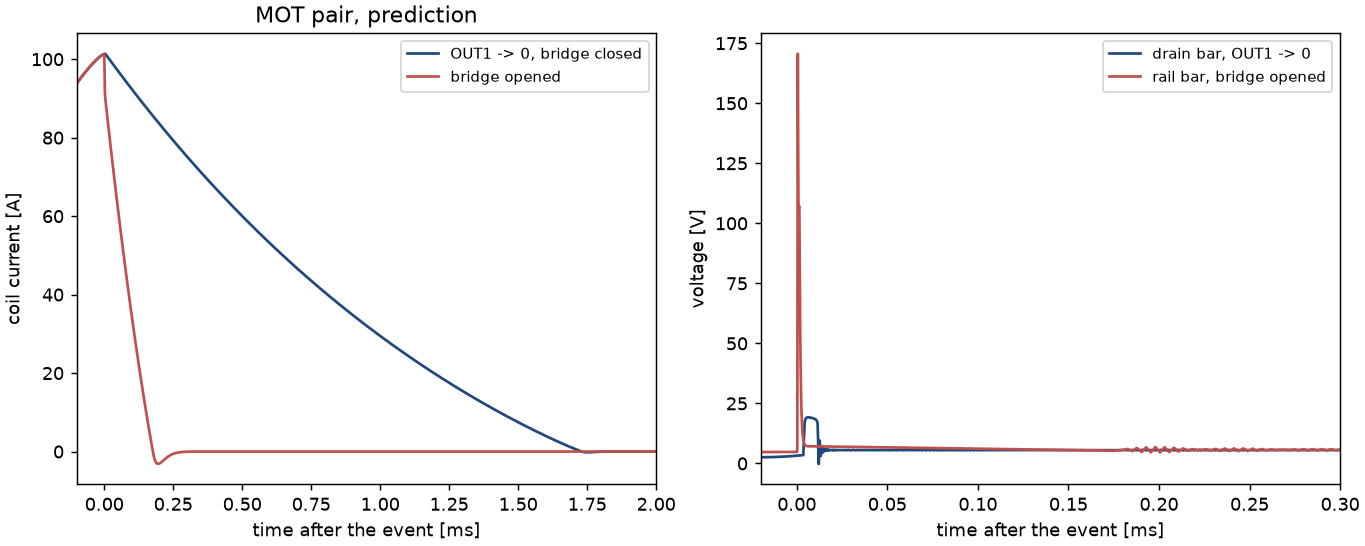 MOT pair, prediction
coil current [A]
100
80
60
40
20
0
OUT1 -> 0, bridge closed
bridge opened
0.00 0.25 0.50 0.75 1.00 1.25 1.50 1.75 2.00
time after the event [ms]
voltage [V]
175
150
125
100
75
50
25
0
drain bar, OUT1 -> 0
rail bar, bridge opened
0.00 0.05 0.10 0.15 0.20 0.25 0.30
time after the event [ms]